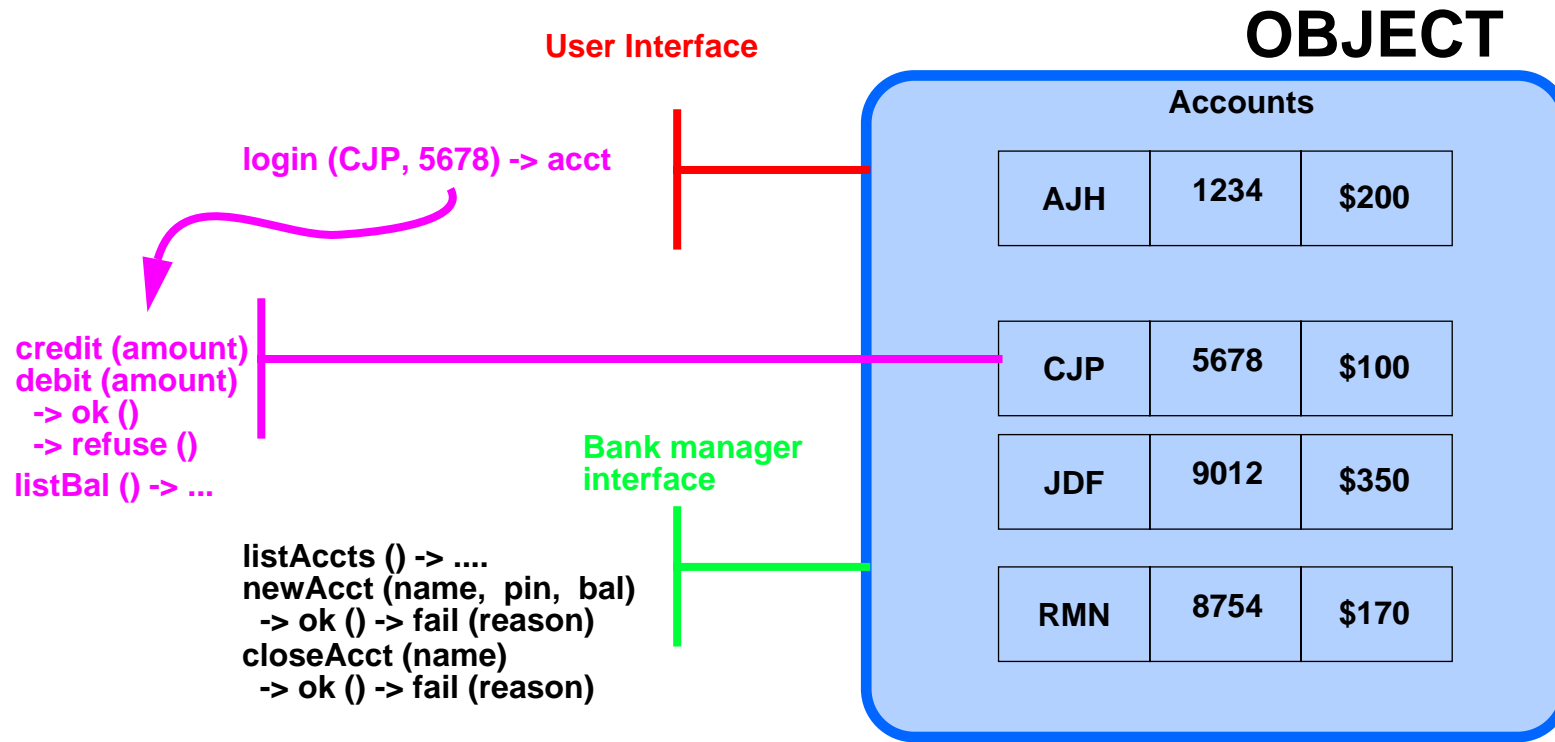 OBJECT
User Interface
Accounts
login (CJP, 5678) -> acct
AJH 1234 $200
credit (amount)
debit (amount)
-> ok ()
-> refuse ()
listBal () -> ...
CJP 5678 $100
Bank manager
interface
JDF 9012 $350
listAccts () -> ....
newAcct (name, pin, bal)
-> ok () -> fail (reason)
closeAcct (name)
-> ok () -> fail (reason)
RMN 8754 $170